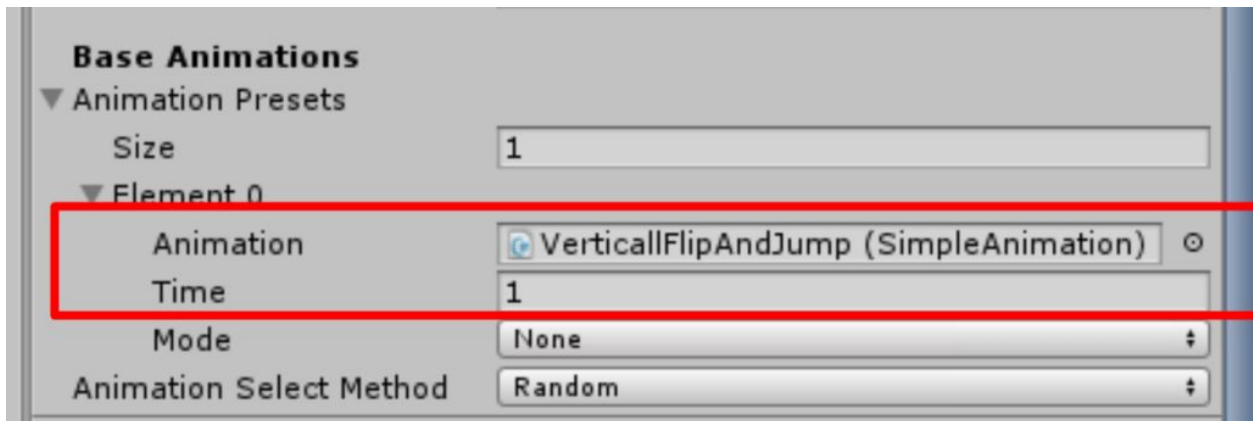 Base Animations
Animation Presets
Size 1
Element 0
Animation VerticallFlipAndJump (SimpleAnimation)
Time 1
Mode None
Animation Select Method Random